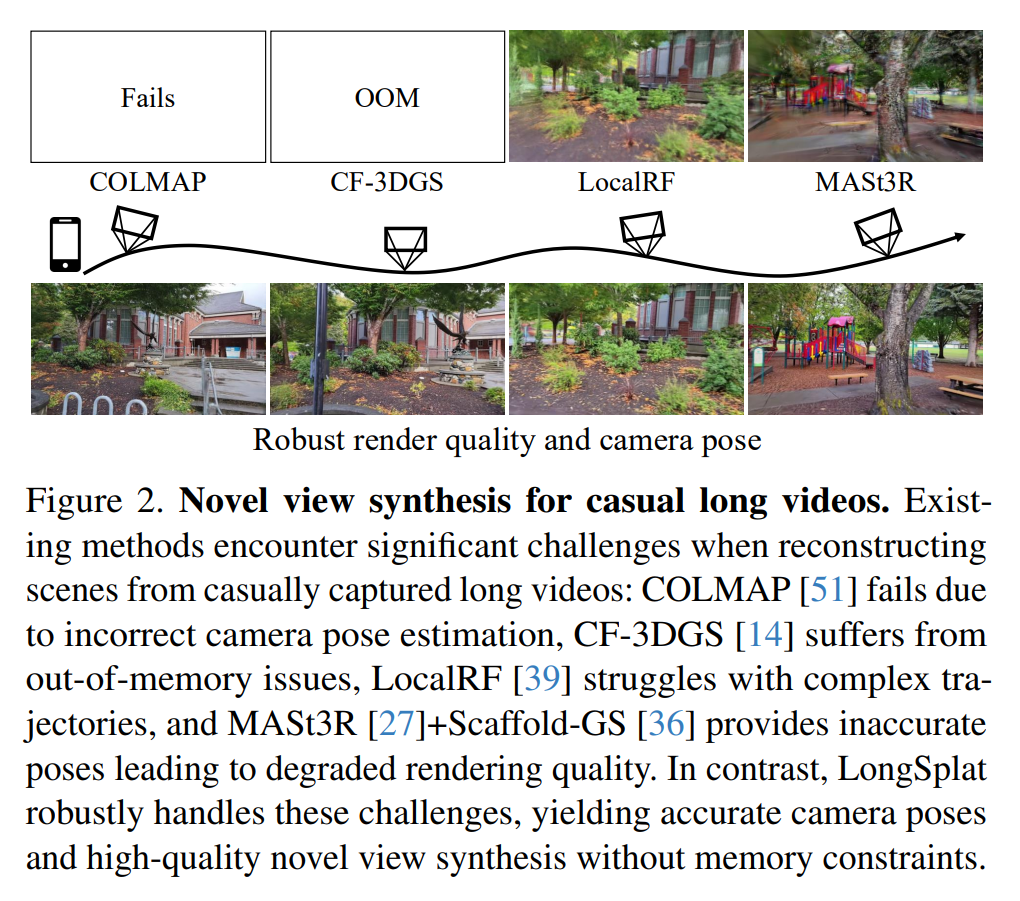 Fails
OOM
COLMAP
CF-3DGS
LocalRF
MASt3R
Robust render quality and camera pose
Figure 2. Novel view synthesis for casual long videos. Exist-
ing methods encounter significant challenges when reconstructing
scenes from casually captured long videos: COLMAP [51] fails due
to incorrect camera pose estimation, CF-3DGS [14] suffers from
out-of-memory issues, LocalRF [39] struggles with complex tra-
jectories, and MASt3R [27]+Scaffold-GS [36] provides inaccurate
poses leading to degraded rendering quality. In contrast, LongSplat
robustly handles these challenges, yielding accurate camera poses
and high-quality novel view synthesis without memory constraints.